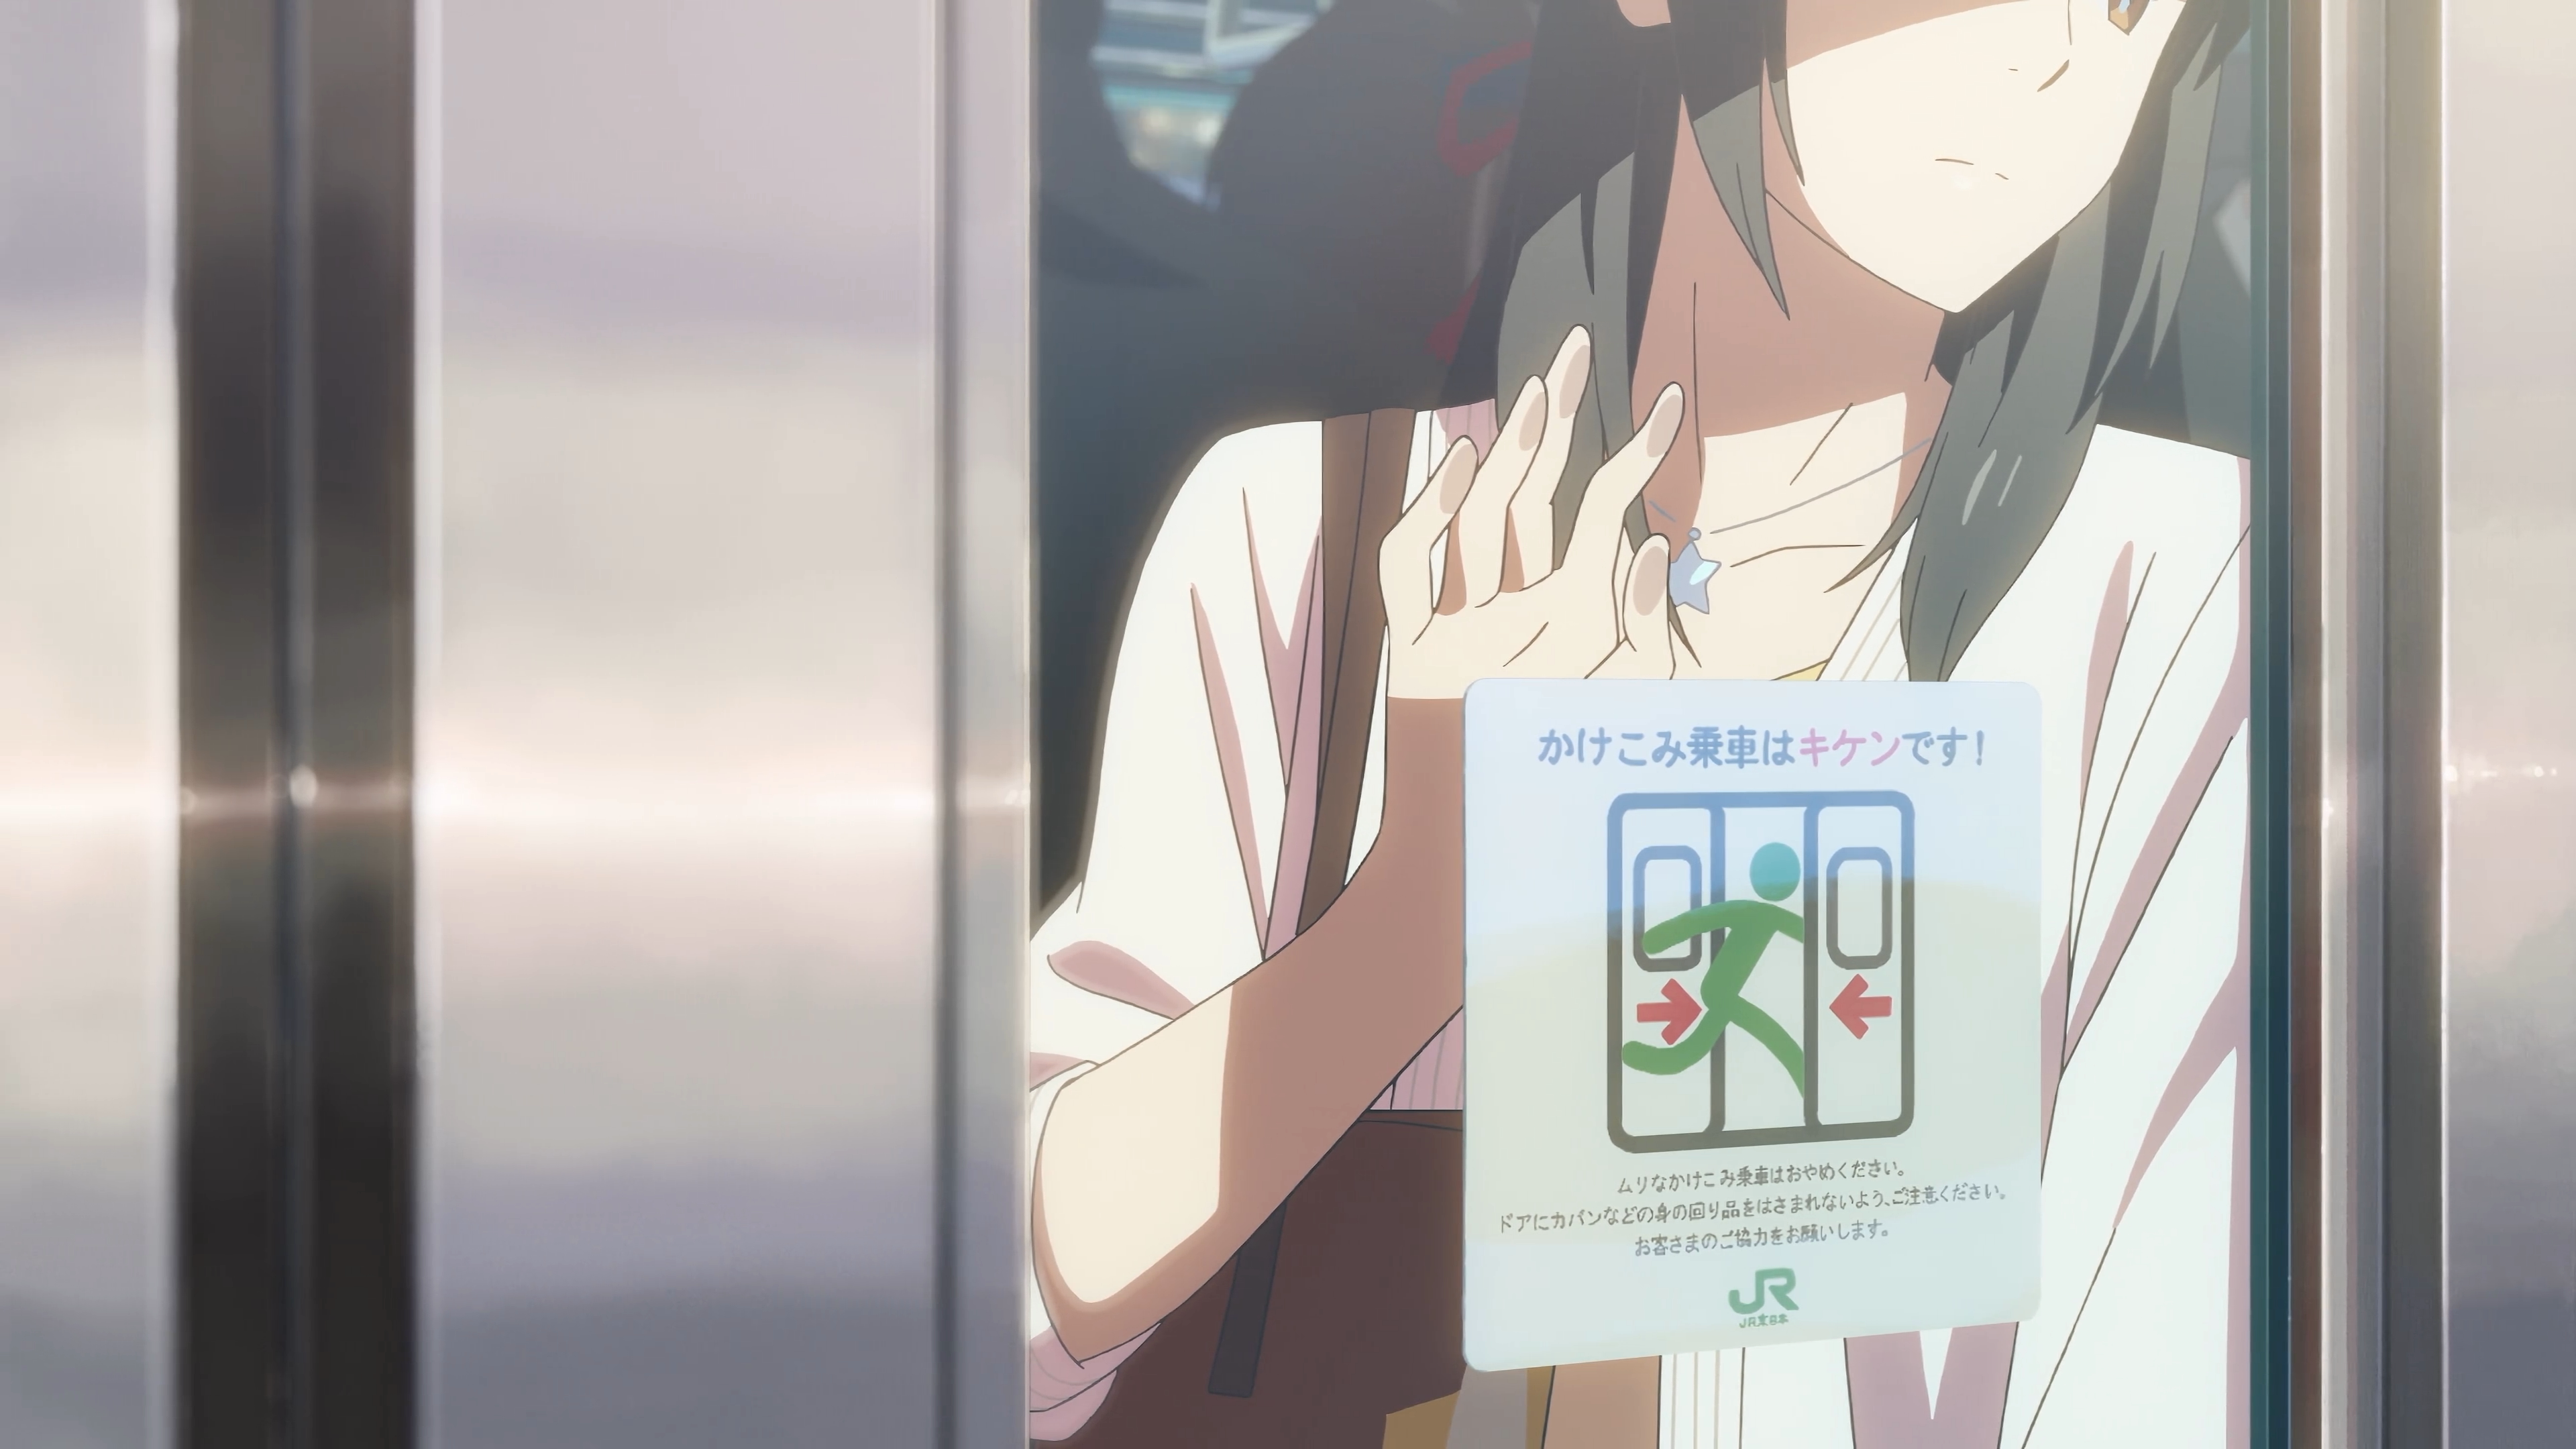 かけこみ乗車はキケンです!
ムリなかけこみ乗車はおやめください。
ドアにカバンなどの身の回り品をはさまれないよう、ご注意ください。
お客さまのご協力をお願いします。
JR
JR東日本